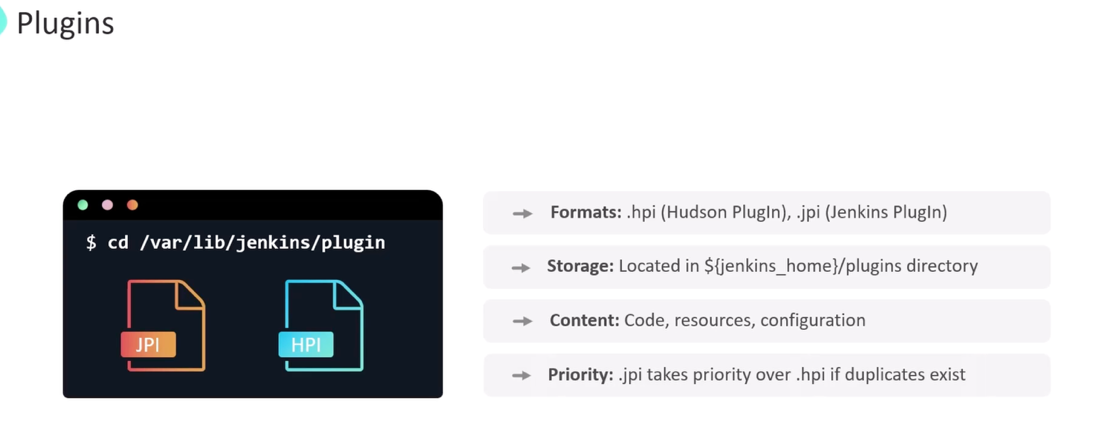 Plugins
$ cd /var/lib/jenkins/plugin
JPI
HPI
Formats: .hpi (Hudson PlugIn), .jpi (Jenkins PlugIn)
Storage: Located in ${jenkins_home}/plugins directory
Content: Code, resources, configuration
Priority: .jpi takes priority over .hpi if duplicates exist